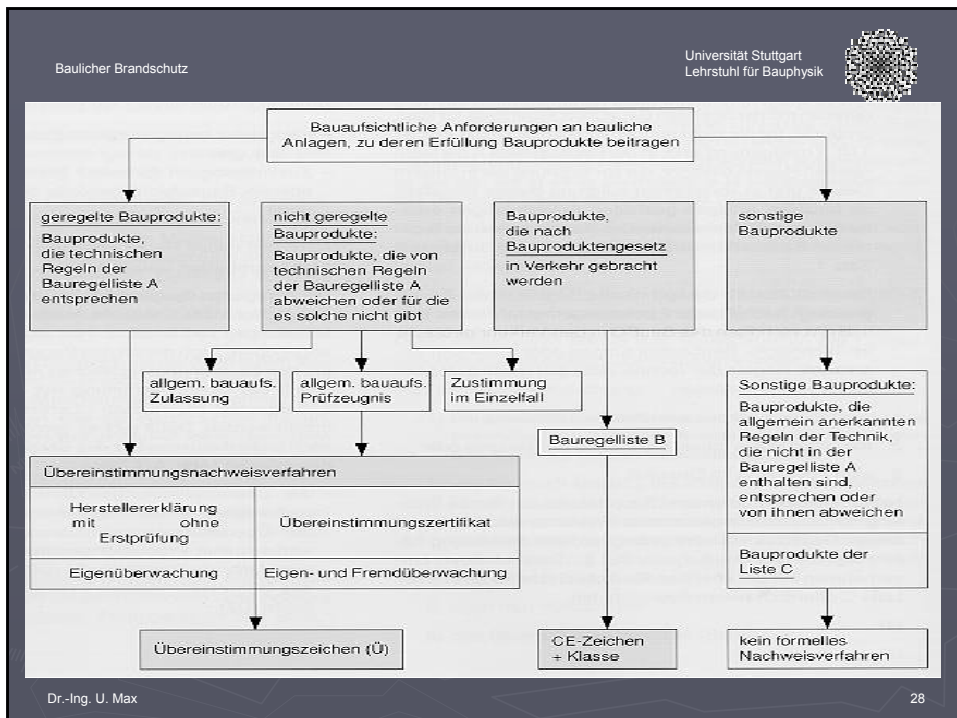 Baulicher Brandschutz
Universität Stuttgart
Lehrstuhl für Bauphysik
Bauaufsichtliche Anforderungen an bauliche
Anlagen, zu deren Erfüllung Bauprodukte beitragen
geregelte Bauprodukte:
Bauprodukte,
die technischen
Regeln der
Bauregelliste A
entsprechen
nicht geregelte
Bauprodukte:
Bauprodukte, die von
technischen Regeln
der Bauregelliste A
abweichen oder für die
es solche nicht gibt
Bauprodukte,
die nach
Bauproduktengesetz
in Verkehr gebracht
werden
sonstige
Bauprodukte
allgem. bauaufs.
Zulassung
allgem. bauaufs.
Prüfzeugnis
Zustimmung
im Einzelfall
Bauregelliste B
Sonstige Bauprodukte:
Bauprodukte, die
allgemein anerkannten
Regeln der Technik,
die nicht in der
Bauregelliste A
enthalten sind,
entsprechen oder
von ihnen abweichen
Bauprodukte der
Liste C
Übereinstimmungsnachweisverfahren
Herstellererklärung
mit ohne
Erstprüfung
Übereinstimmungszertifikat
Eigenüberwachung
Eigen- und Fremdüberwachung
Übereinstimmungszeichen (Ü)
CE-Zeichen
+ Klasse
kein formelles
Nachweisverfahren
Dr.-Ing. U. Max
28